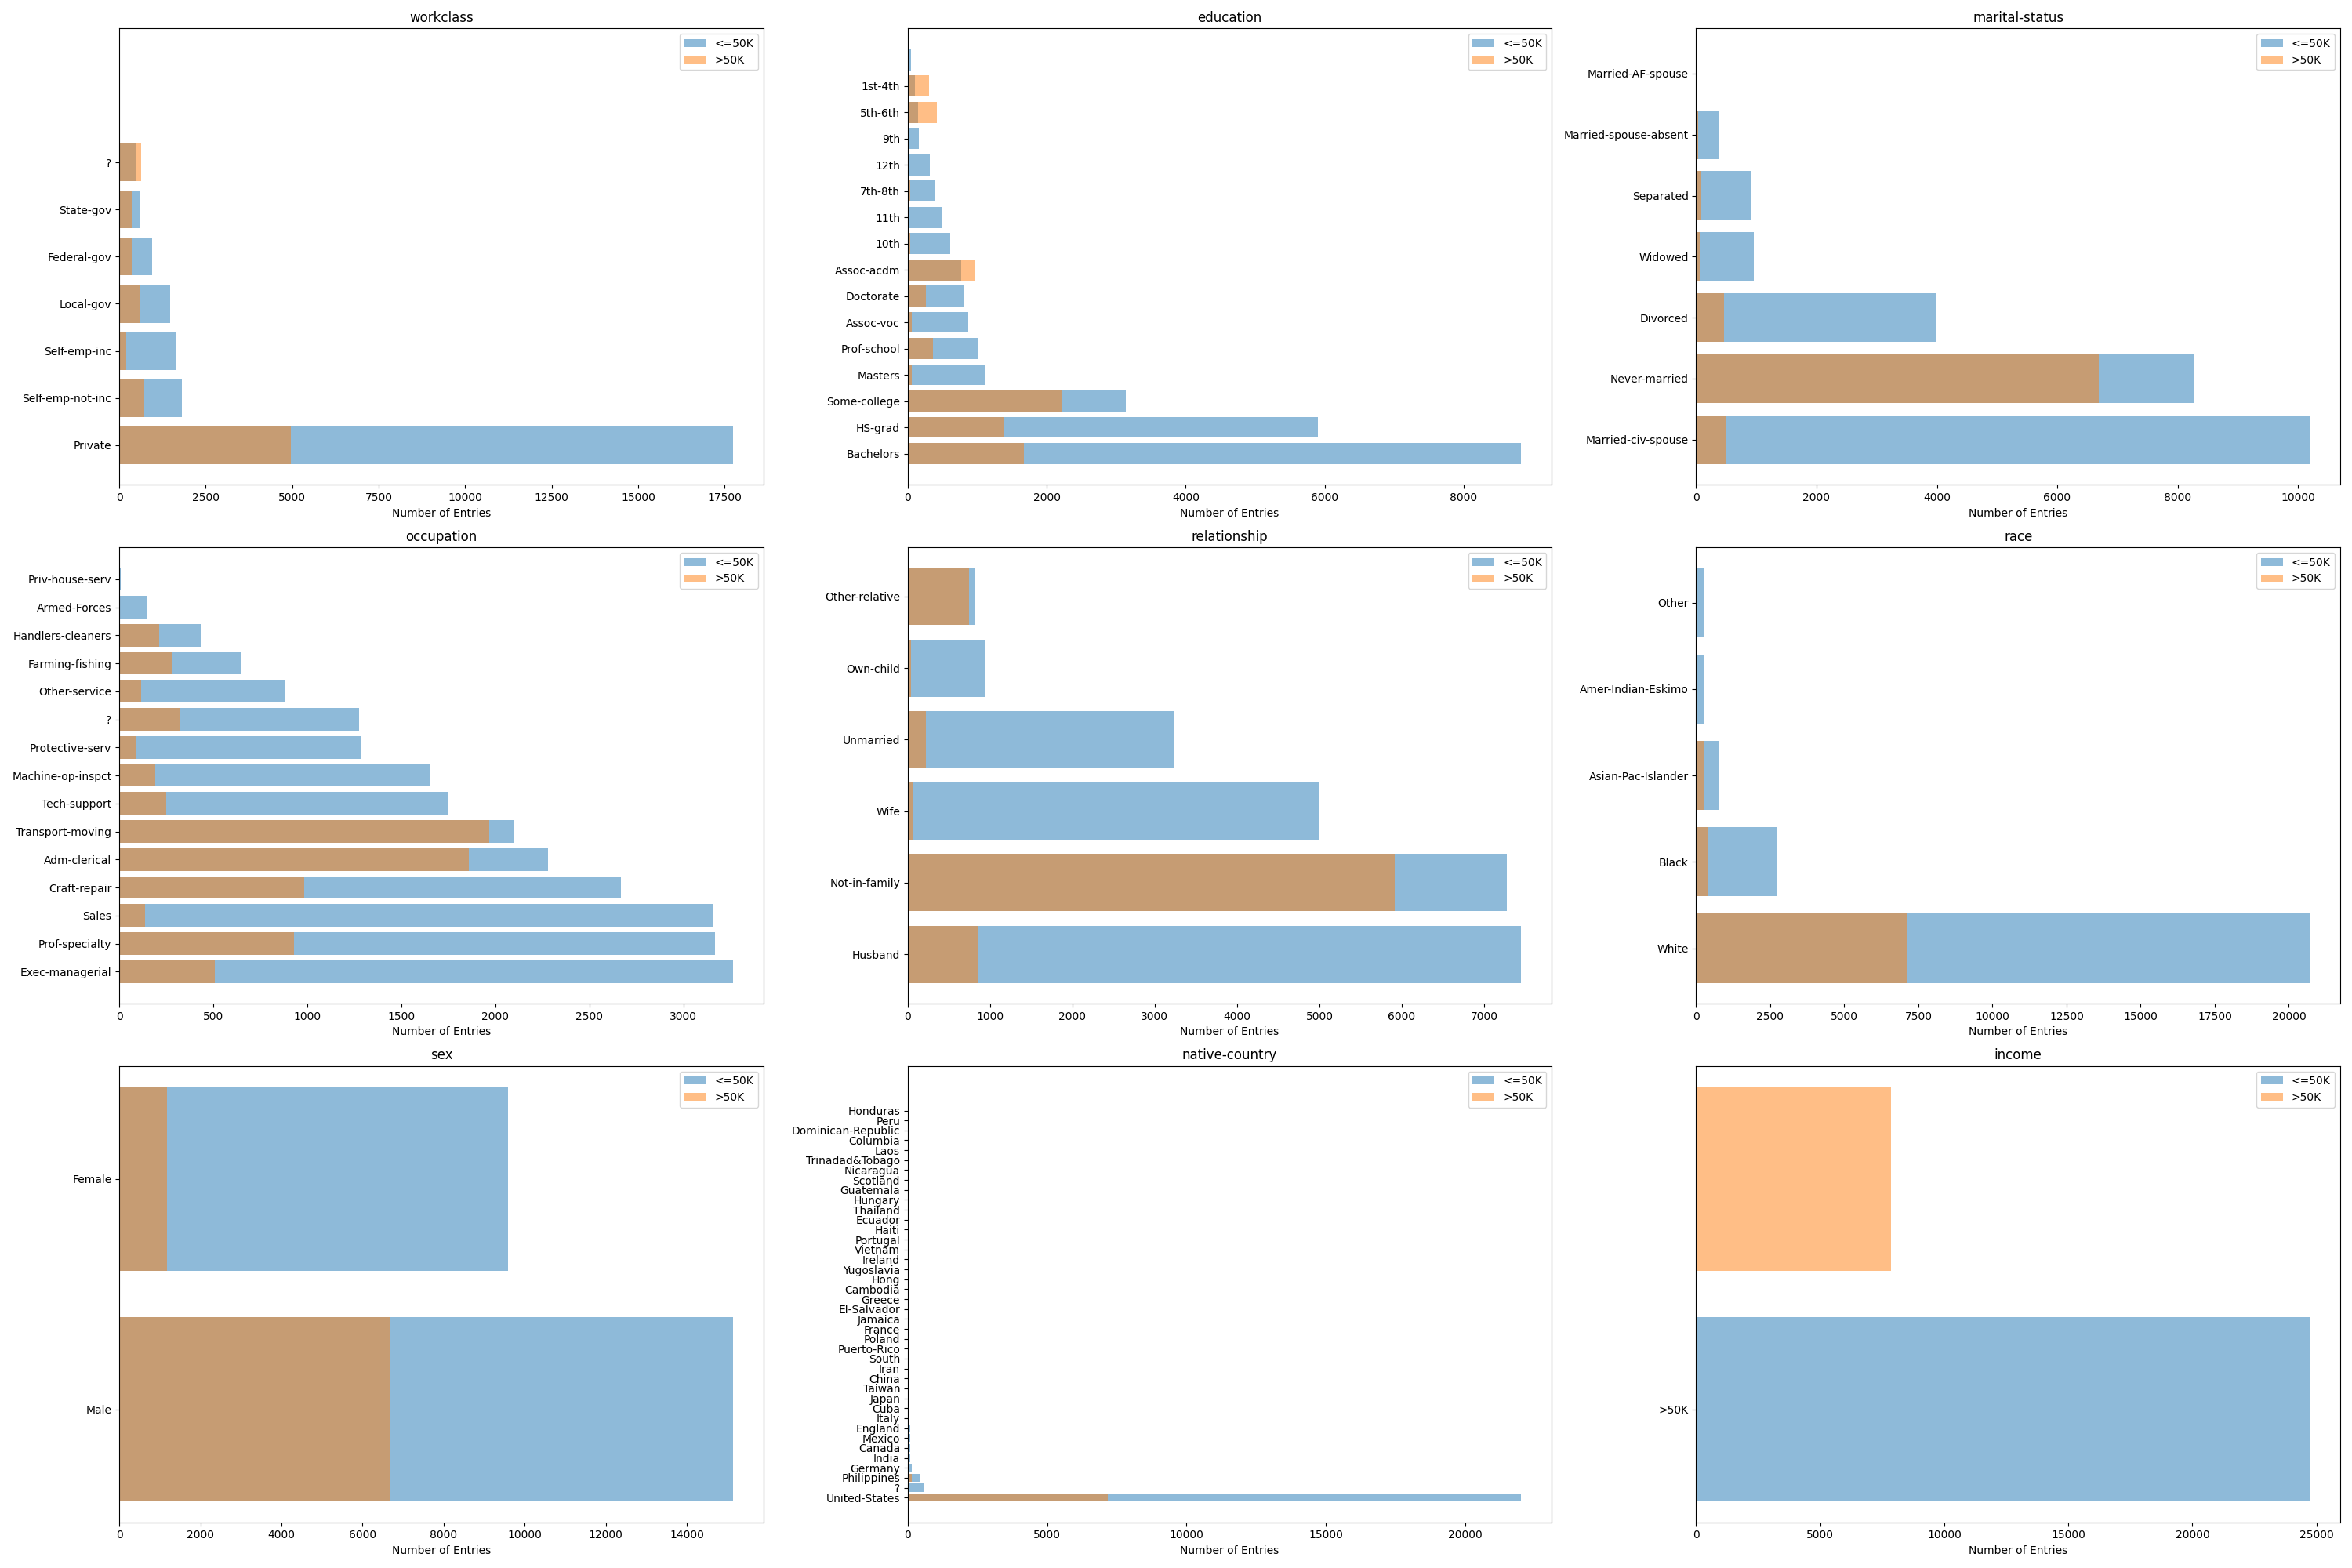 workclass
<=50K
>50K
?
State-gov
Federal-gov
Local-gov
Self-emp-inc
Self-emp-not-inc
Private
0 2500 5000 7500 10000 12500 15000 17500
Number of Entries
education
<=50K
>50K
1st-4th
5th-6th
9th
12th
7th-8th
11th
10th
Assoc-acdm
Doctorate
Assoc-voc
Prof-school
Masters
Some-college
HS-grad
Bachelors
0 2000 4000 6000 8000
Number of Entries
marital-status
<=50K
>50K
Married-AF-spouse
Married-spouse-absent
Separated
Widowed
Divorced
Never-married
Married-civ-spouse
0 2000 4000 6000 8000 10000
Number of Entries
occupation
<=50K
>50K
Priv-house-serv
Armed-Forces
Handlers-cleaners
Farming-fishing
Other-service
?
Protective-serv
Machine-op-inspct
Tech-support
Transport-moving
Adm-clerical
Craft-repair
Sales
Prof-specialty
Exec-managerial
0 500 1000 1500 2000 2500 3000
Number of Entries
relationship
<=50K
>50K
Other-relative
Own-child
Unmarried
Wife
Not-in-family
Husband
0 1000 2000 3000 4000 5000 6000 7000
Number of Entries
race
<=50K
>50K
Other
Amer-Indian-Eskimo
Asian-Pac-Islander
Black
White
0 2500 5000 7500 10000 12500 15000 17500 20000
Number of Entries
sex
<=50K
>50K
Female
Male
0 2000 4000 6000 8000 10000 12000 14000
Number of Entries
native-country
<=50K
>50K
Honduras
Peru
Dominican-Republic
Columbia
Laos
Trinadad&Tobago
Nicaragua
Scotland
Guatemala
Hungary
Thailand
Ecuador
Haiti
Portugal
Vietnam
Ireland
Yugoslavia
Hong
Cambodia
Greece
El-Salvador
Jamaica
France
Poland
Puerto-Rico
South
Iran
China
Taiwan
Japan
Cuba
Italy
England
Mexico
Canada
India
Germany
Philippines
?
United-States
0 5000 10000 15000 20000
Number of Entries
income
<=50K
>50K
>50K
0 5000 10000 15000 20000 25000
Number of Entries